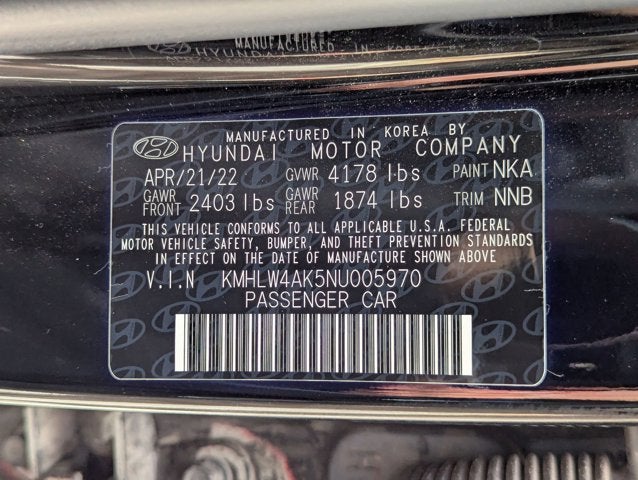 MANUFACTURED IN KOREA BY
HYUNDAI MOTOR COMPANY
APR/21/22 GVWR 4178 lbs PAINT NKA
GAWR FRONT 2403 lbs GAWR REAR 1874 lbs TRIM NNB
THIS VEHICLE CONFORMS TO ALL APPLICABLE U.S.A. FEDERAL
MOTOR VEHICLE SAFETY, BUMPER, AND THEFT PREVENTION STANDARDS
IN EFFECT ON THE DATE OF MANUFACTURE SHOWN ABOVE
V.I.N KMHLW4AK5NU005970
PASSENGER CAR